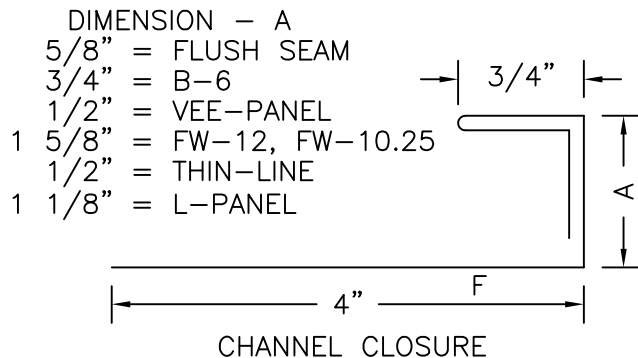 DIMENSION - A
5/8" = FLUSH SEAM
3/4" = B-6
1/2" = VEE-PANEL
1 5/8" = FW-12, FW-10.25
1/2" = THIN-LINE
1 1/8" = L-PANEL
3/4"
A
F
4"
CHANNEL CLOSURE